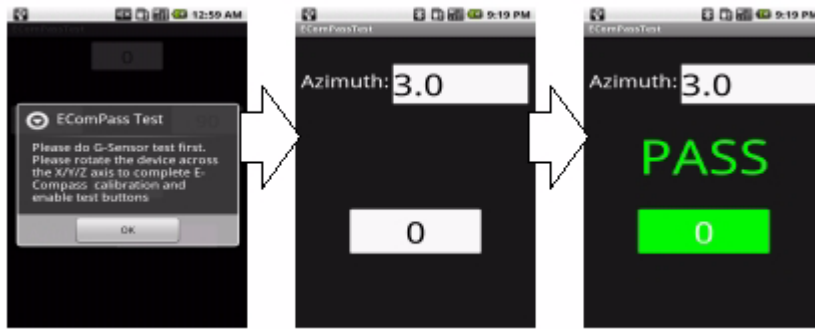 12:59 AM
EComPassTest
0
90
EComPass Test
Please do G-Sensor test first.
Please rotate the device across
the X/Y/Z axis to complete E-
Compass calibration and
enable test buttons
OK
9:19 PM
EComPassTest
Azimuth: 3.0
0
9:19 PM
EComPassTest
Azimuth: 3.0
PASS
0